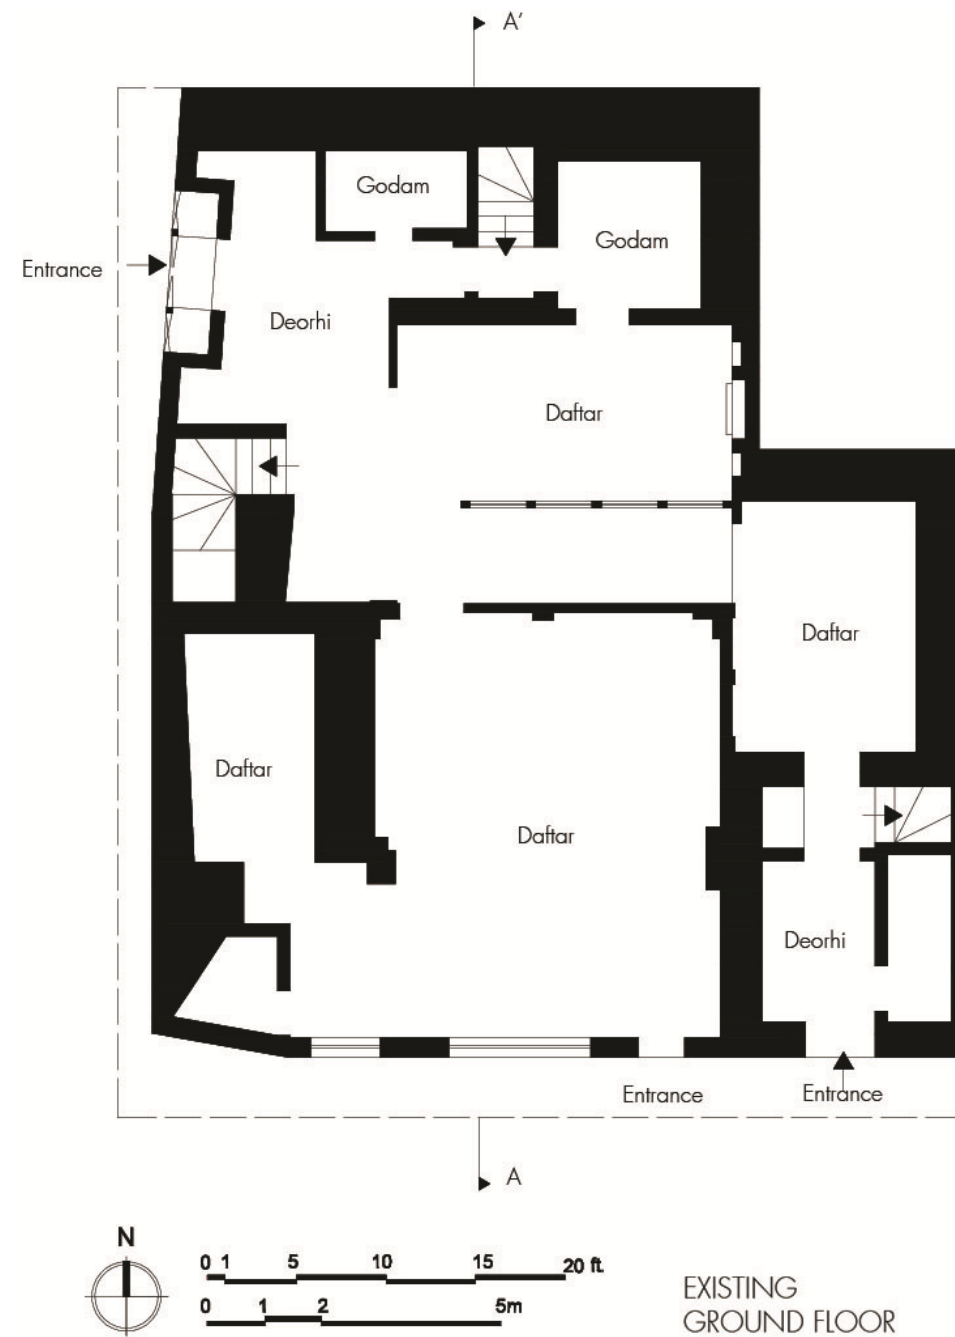 A'
Godam
Godam
Entrance
Deorhi
Daftar
Daftar
Daftar
Daftar
Deorhi
Entrance
Entrance
A
N
0 1 5 10 15 20 ft.
0 1 2 5m
EXISTING
GROUND FLOOR